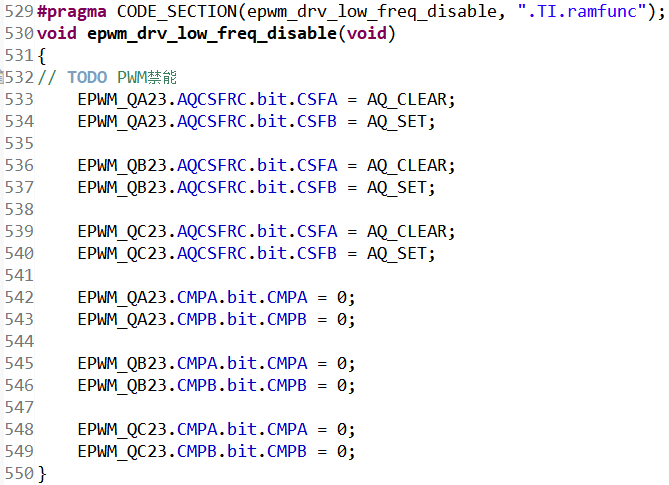 529 #pragma CODE_SECTION(epwm_drv_low_freq_disable, ".TI.ramfunc");
530 void epwm_drv_low_freq_disable(void)
531 {
532 // TODO PWM禁能
533     EPWM_QA23.AQCSFRC.bit.CSFA = AQ_CLEAR;
534     EPWM_QA23.AQCSFRC.bit.CSFB = AQ_SET;
535
536     EPWM_QB23.AQCSFRC.bit.CSFA = AQ_CLEAR;
537     EPWM_QB23.AQCSFRC.bit.CSFB = AQ_SET;
538
539     EPWM_QC23.AQCSFRC.bit.CSFA = AQ_CLEAR;
540     EPWM_QC23.AQCSFRC.bit.CSFB = AQ_SET;
541
542     EPWM_QA23.CMPA.bit.CMPA = 0;
543     EPWM_QA23.CMPB.bit.CMPB = 0;
544
545     EPWM_QB23.CMPA.bit.CMPA = 0;
546     EPWM_QB23.CMPB.bit.CMPB = 0;
547
548     EPWM_QC23.CMPA.bit.CMPA = 0;
549     EPWM_QC23.CMPB.bit.CMPB = 0;
550 }